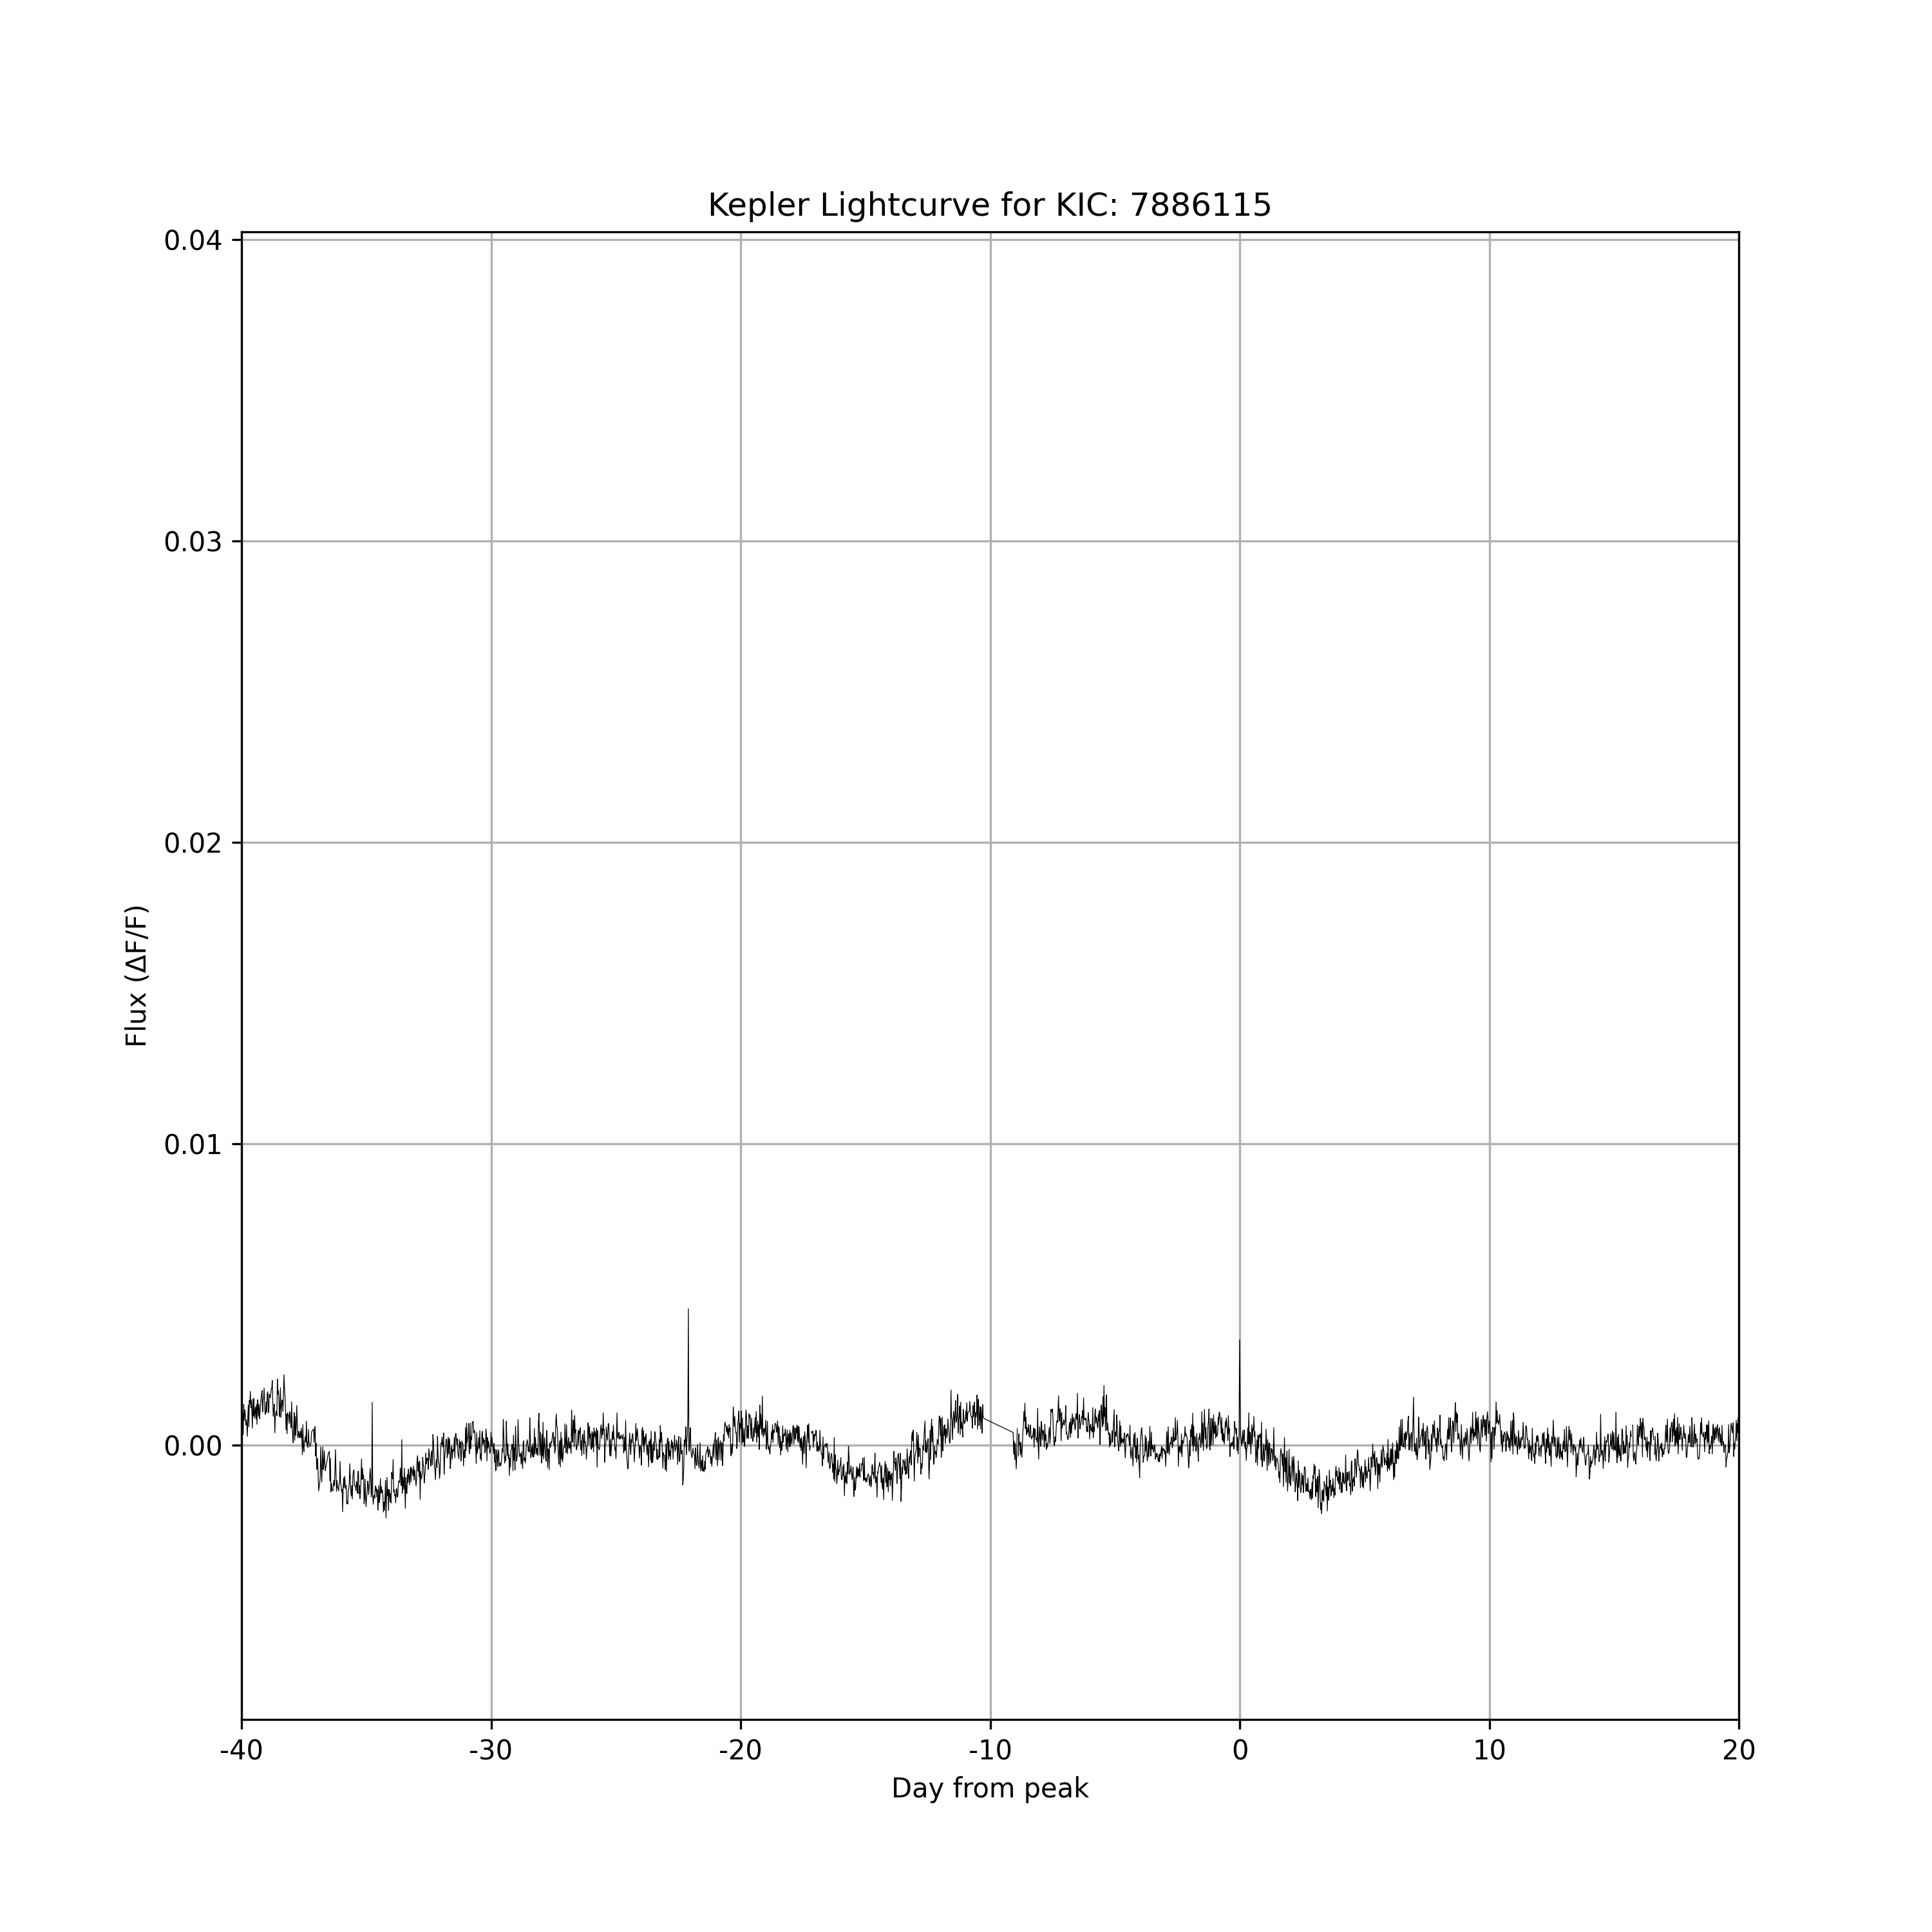 Kepler Lightcurve for KIC: 7886115
0.04
0.03
0.02
0.01
0.00
Flux (ΔF/F)
-40 -30 -20 -10 0 10 20
Day from peak